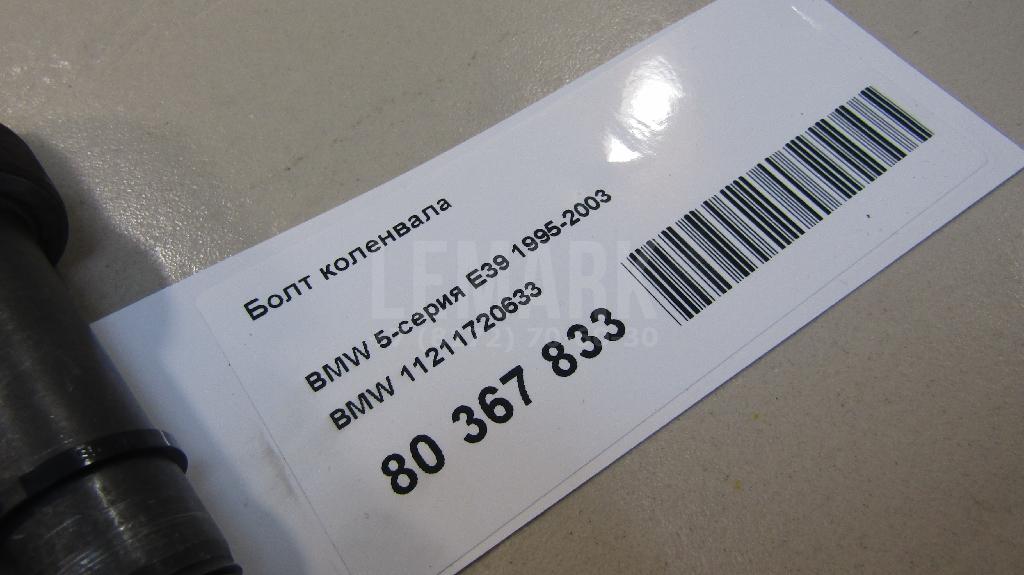 Болт коленвала
BMW 5-серия E39 1995-2003
BMW 11211720633
80 367 833
LEMARK